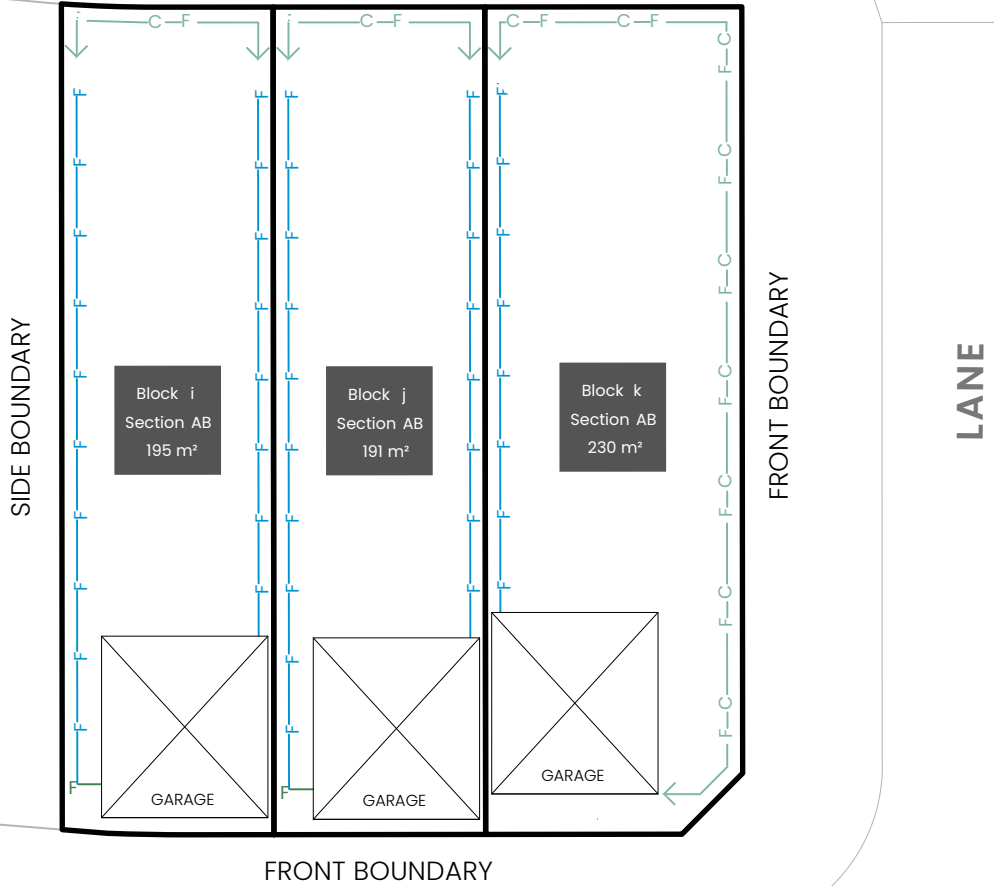 C F
C F
C F C F
F F F F F F F F F F
F F F F F F F F
F F F F F F F F F F
F F F F F F F F
F F F F F F F F
C F C F C F C F C F C F C F
SIDE BOUNDARY
Block i
Section AB
195 m²
Block j
Section AB
191 m²
Block k
Section AB
230 m²
FRONT BOUNDARY
LANE
F
GARAGE
F
GARAGE
GARAGE
FRONT BOUNDARY